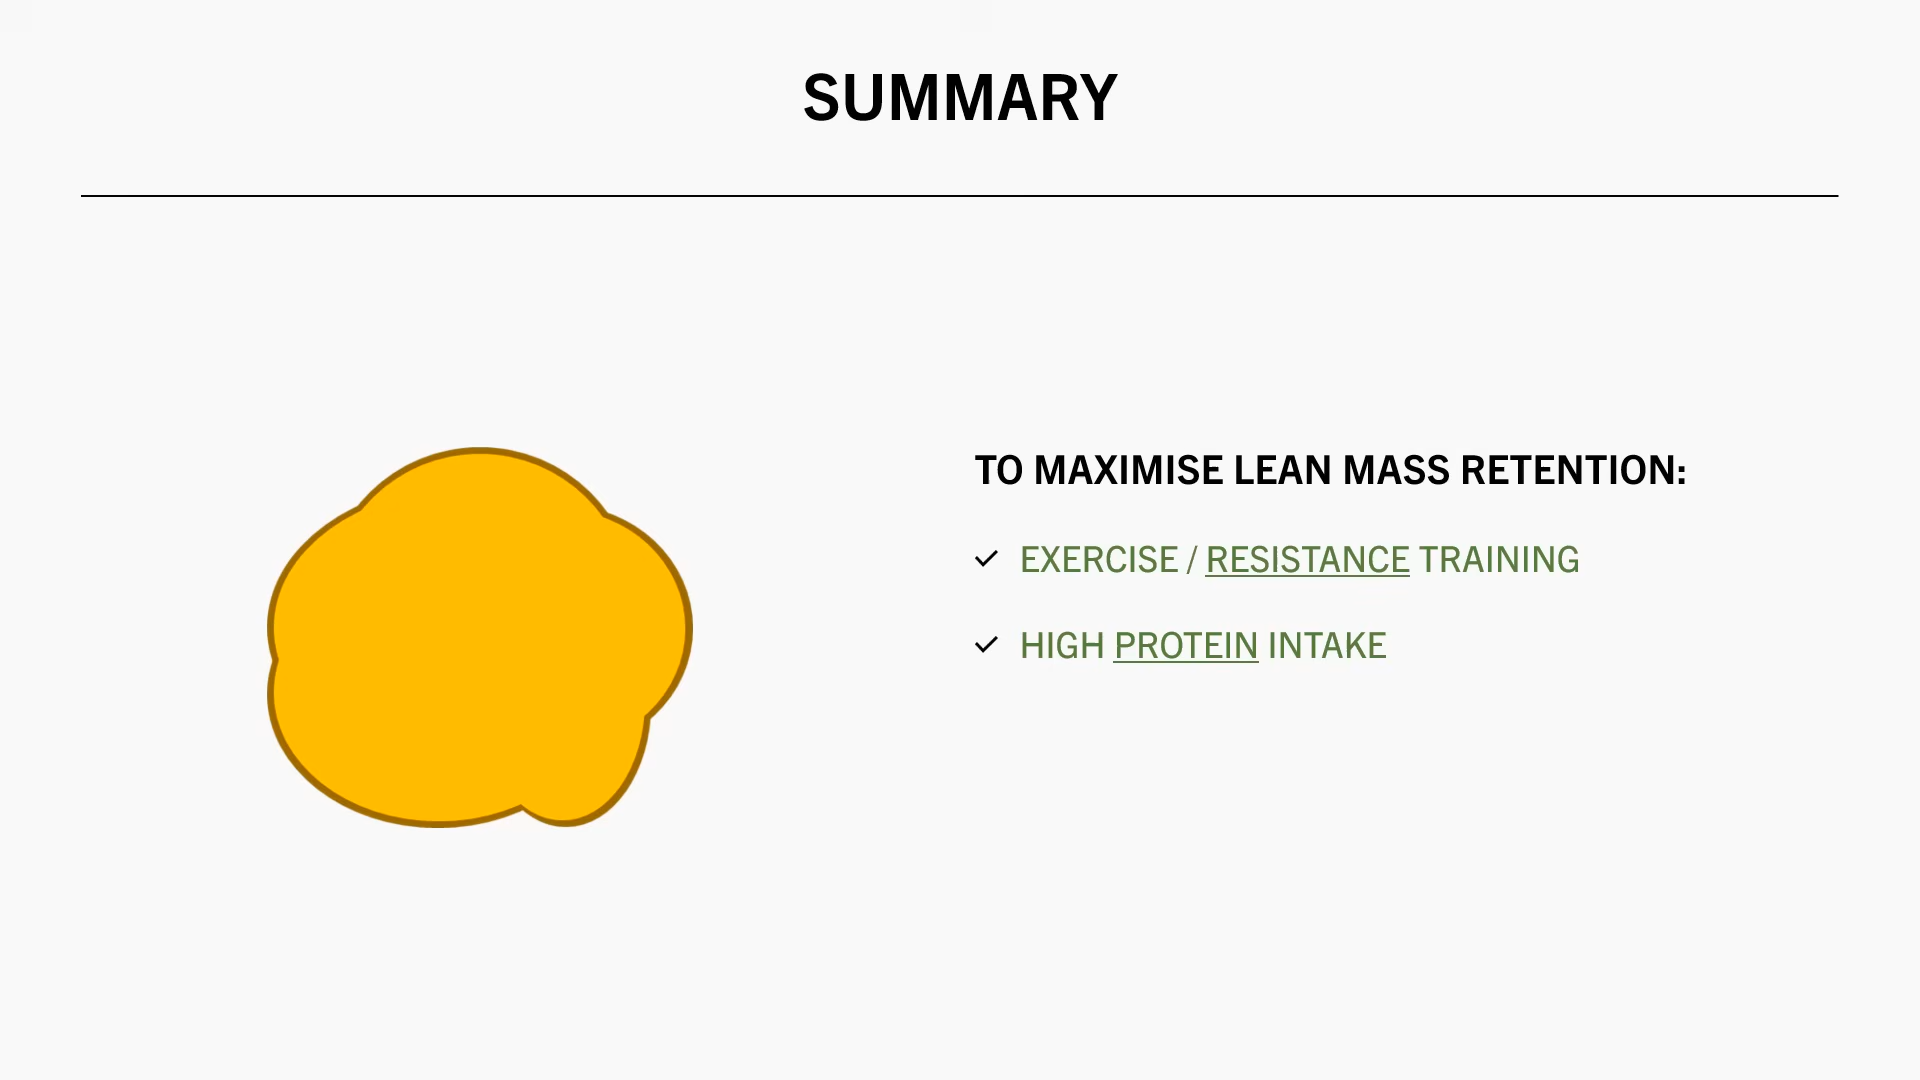 SUMMARY
TO MAXIMISE LEAN MASS RETENTION:
EXERCISE / RESISTANCE TRAINING
HIGH PROTEIN INTAKE